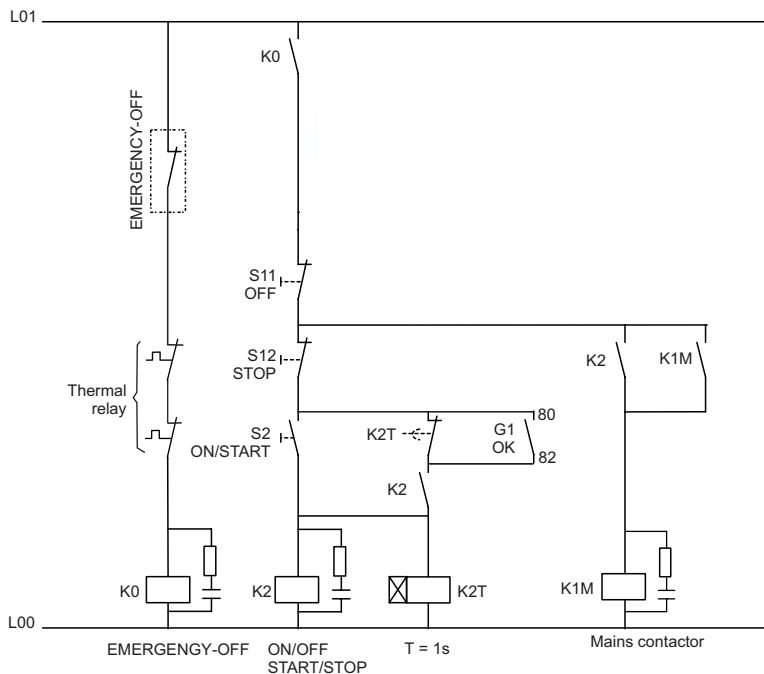 L01
K0
EMERGENCY-OFF
S11
OFF
S12
STOP
K2
K1M
Thermal
relay
S2
ON/START
K2T
G1
OK
80
82
K2
K0
K2
K2T
K1M
L00
EMERGENGY-OFF
ON/OFF
START/STOP
T = 1s
Mains contactor